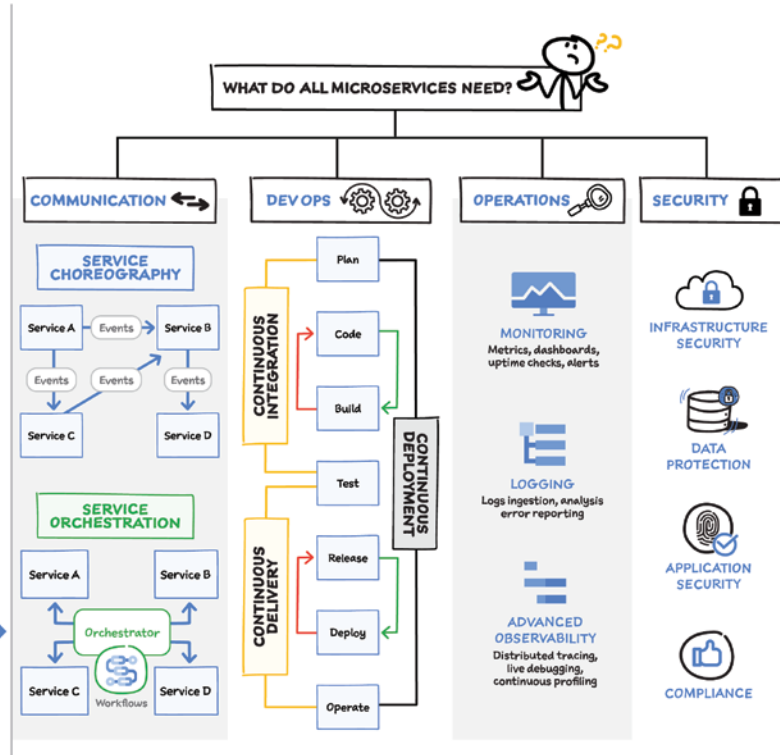 WHAT DO ALL MICROSERVICES NEED?
??
COMMUNICATION
SERVICE
CHOREOGRAPHY
Service A
Events
Service B
Events
Events
Events
Service C
Service D
SERVICE
ORCHESTRATION
Service A
Service B
Orchestrator
Service C
Service D
Workflows
DEV OPS
CONTINUOUS
INTEGRATION
CONTINUOUS
DELIVERY
Plan
Code
Build
Test
Release
Deploy
Operate
CONTINUOUS
DEPLOYMENT
OPERATIONS
MONITORING
Metrics, dashboards,
uptime checks, alerts
LOGGING
Logs ingestion, analysis
error reporting
ADVANCED
OBSERVABILITY
Distributed tracing,
live debugging,
continuous profiling
SECURITY
INFRASTRUCTURE
SECURITY
DATA
PROTECTION
APPLICATION
SECURITY
COMPLIANCE